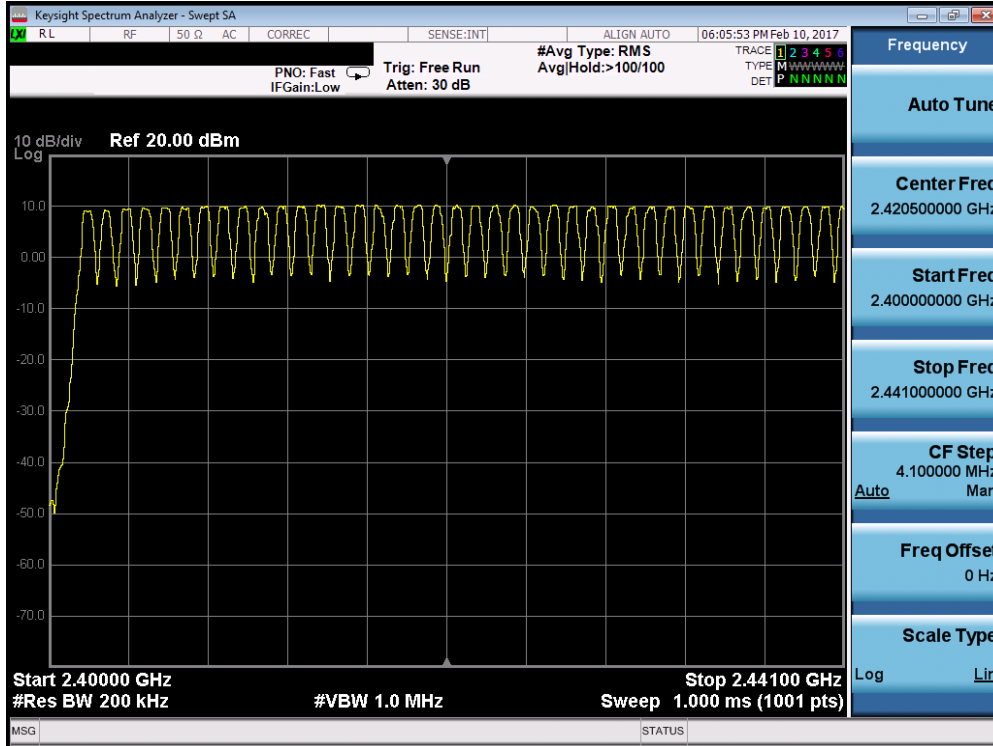 Keysight Spectrum Analyzer - Swept SA
LXI RL RF 50 Ω AC CORREC SENSE:INT ALIGN AUTO 06:05:53 PM Feb 10, 2017
#Avg Type: RMS TRACE 1 2 3 4 5 6
PNO: Fast Trig: Free Run Avg|Hold:>100/100 TYPE M WWWWW
IFGain:Low Atten: 30 dB DET P N N N N N
10 dB/div Ref 20.00 dBm
Log
10.0
0.00
-10.0
-20.0
-30.0
-40.0
-50.0
-60.0
-70.0
Start 2.40000 GHz Stop 2.44100 GHz
#Res BW 200 kHz #VBW 1.0 MHz Sweep 1.000 ms (1001 pts)
MSG STATUS
Frequency
Auto Tune
Center Freq
2.420500000 GHz
Start Freq
2.400000000 GHz
Stop Freq
2.441000000 GHz
CF Step
4.100000 MHz
Auto Man
Freq Offset
0 Hz
Scale Type
Log Lin